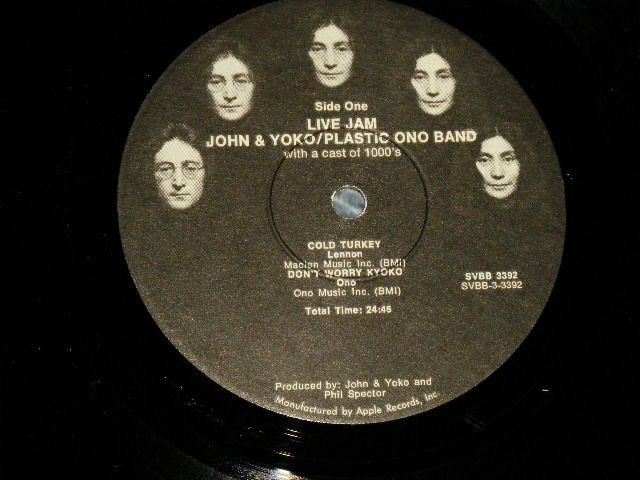 Side One
LIVE JAM
JOHN & YOKO/PLASTIC ONO BAND
with a cast of 1000's
COLD TURKEY
Lennon
Maclen Music Inc. (BMI)
DON'T WORRY KYOKO
Ono
Ono Music Inc. (BMI)
Total Time: 24:46
SVBB 3392
SVBB-3-3392
Produced by: John & Yoko and
Phil Spector
Manufactured by Apple Records, Inc.